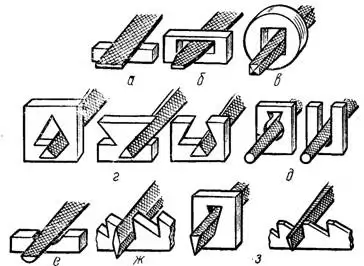 а б в
г д
е ж з